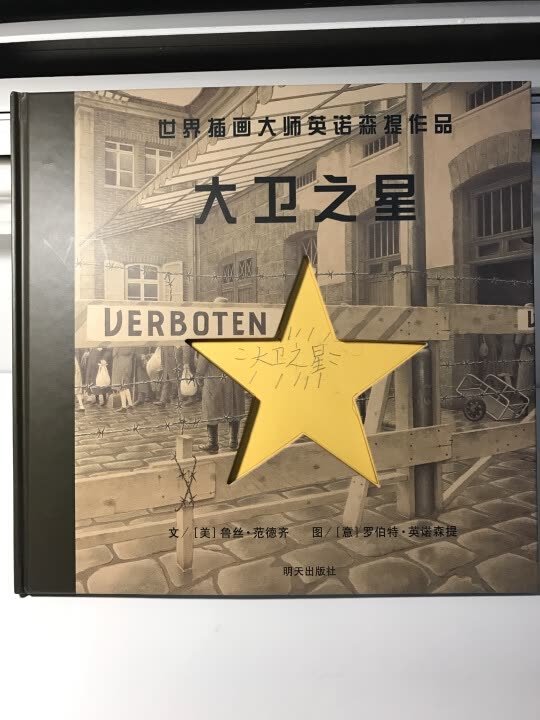 世界插画大师英诺森提作品
大卫之星
VERBOTEN
V
大卫之星
文/[美]鲁丝·范德齐 图/[意]罗伯特·英诺森提
明天出版社